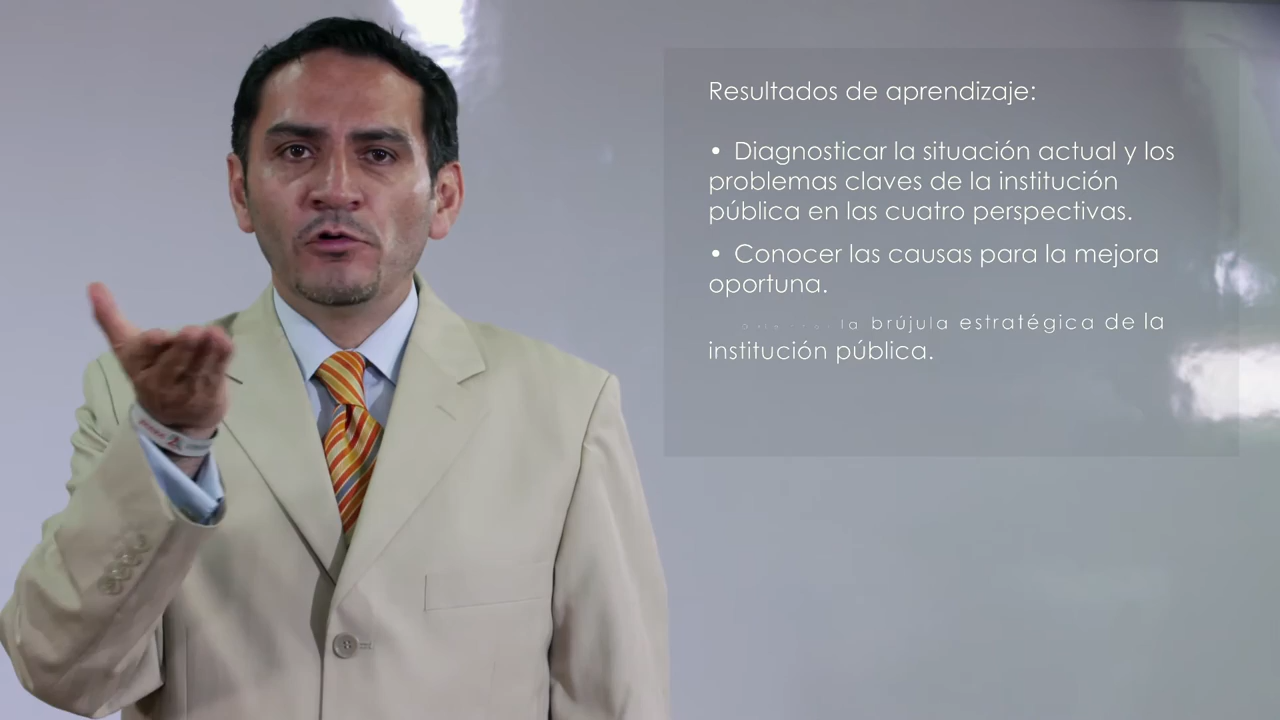 Resultados de aprendizaje:
• Diagnosticar la situación actual y los
problemas claves de la institución
pública en las cuatro perspectivas.
• Conocer las causas para la mejora
oportuna.
la brújula estratégica de la
institución pública.